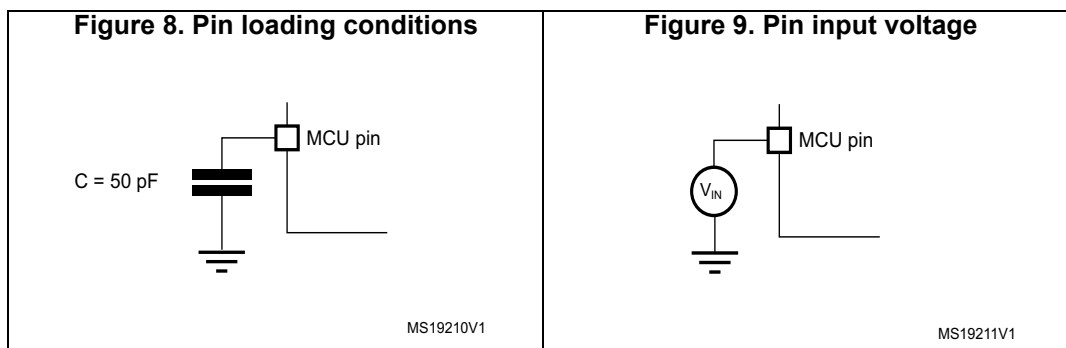 Figure 8. Pin loading conditions
MCU pin
C = 50 pF
MS19210V1
Figure 9. Pin input voltage
MCU pin
VIN
MS19211V1